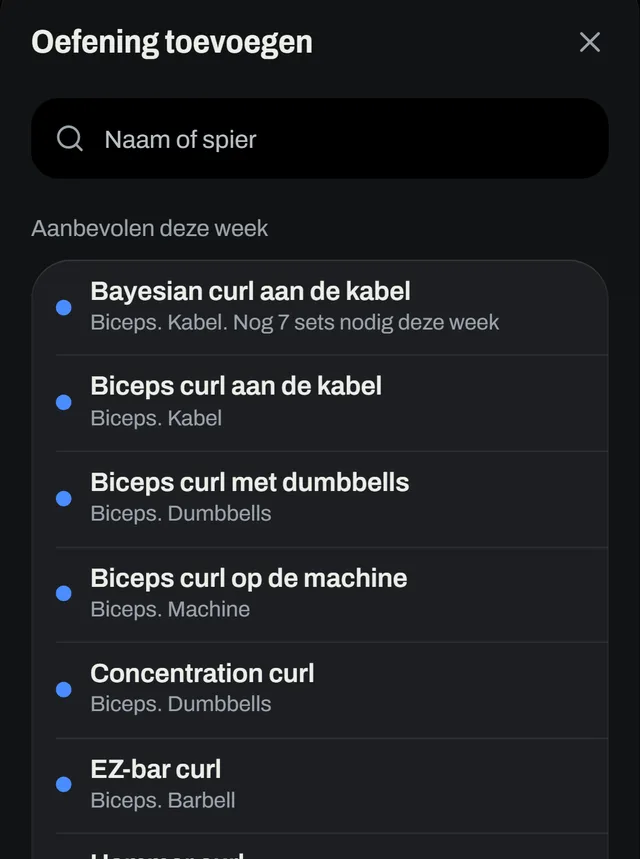 Oefening toevoegen
Naam of spier
Aanbevolen deze week
Bayesian curl aan de kabel
Biceps. Kabel. Nog 7 sets nodig deze week
Biceps curl aan de kabel
Biceps. Kabel
Biceps curl met dumbbells
Biceps. Dumbbells
Biceps curl op de machine
Biceps. Machine
Concentration curl
Biceps. Dumbbells
EZ-bar curl
Biceps. Barbell
Hammer curl